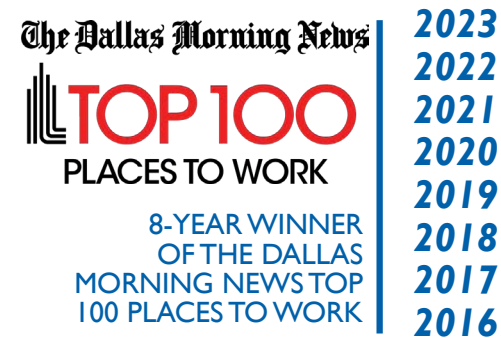 The Dallas Morning News
TOP 100
PLACES TO WORK
8-YEAR WINNER
OF THE DALLAS
MORNING NEWS TOP
100 PLACES TO WORK
2023
2022
2021
2020
2019
2018
2017
2016